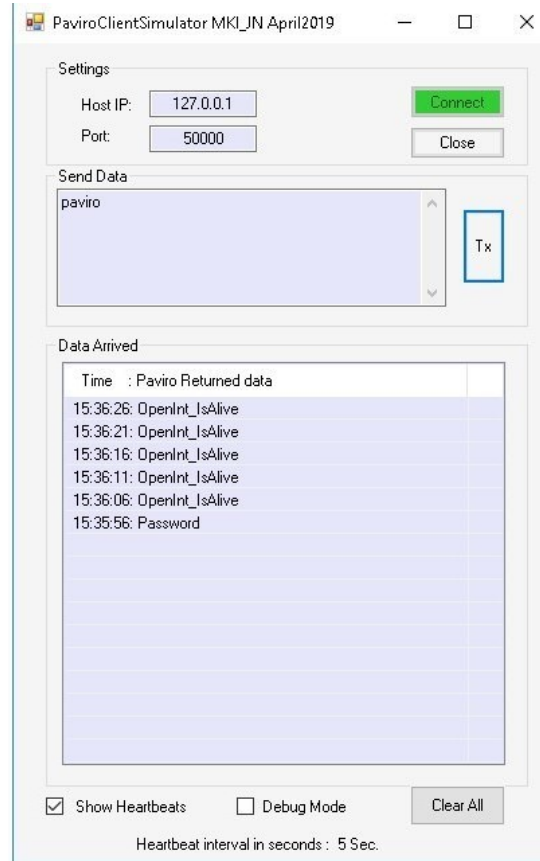 PaviroClientSimulator MKI_JN April2019
Settings
Host IP: 127.0.0.1 Connect
Port: 50000 Close
Send Data
paviro
Tx
Data Arrived
Time : Paviro Returned data
15:36:26: OpenInt_IsAlive
15:36:21: OpenInt_IsAlive
15:36:16: OpenInt_IsAlive
15:36:11: OpenInt_IsAlive
15:36:06: OpenInt_IsAlive
15:35:56: Password
Show Heartbeats Debug Mode Clear All
Heartbeat interval in seconds : 5 Sec.